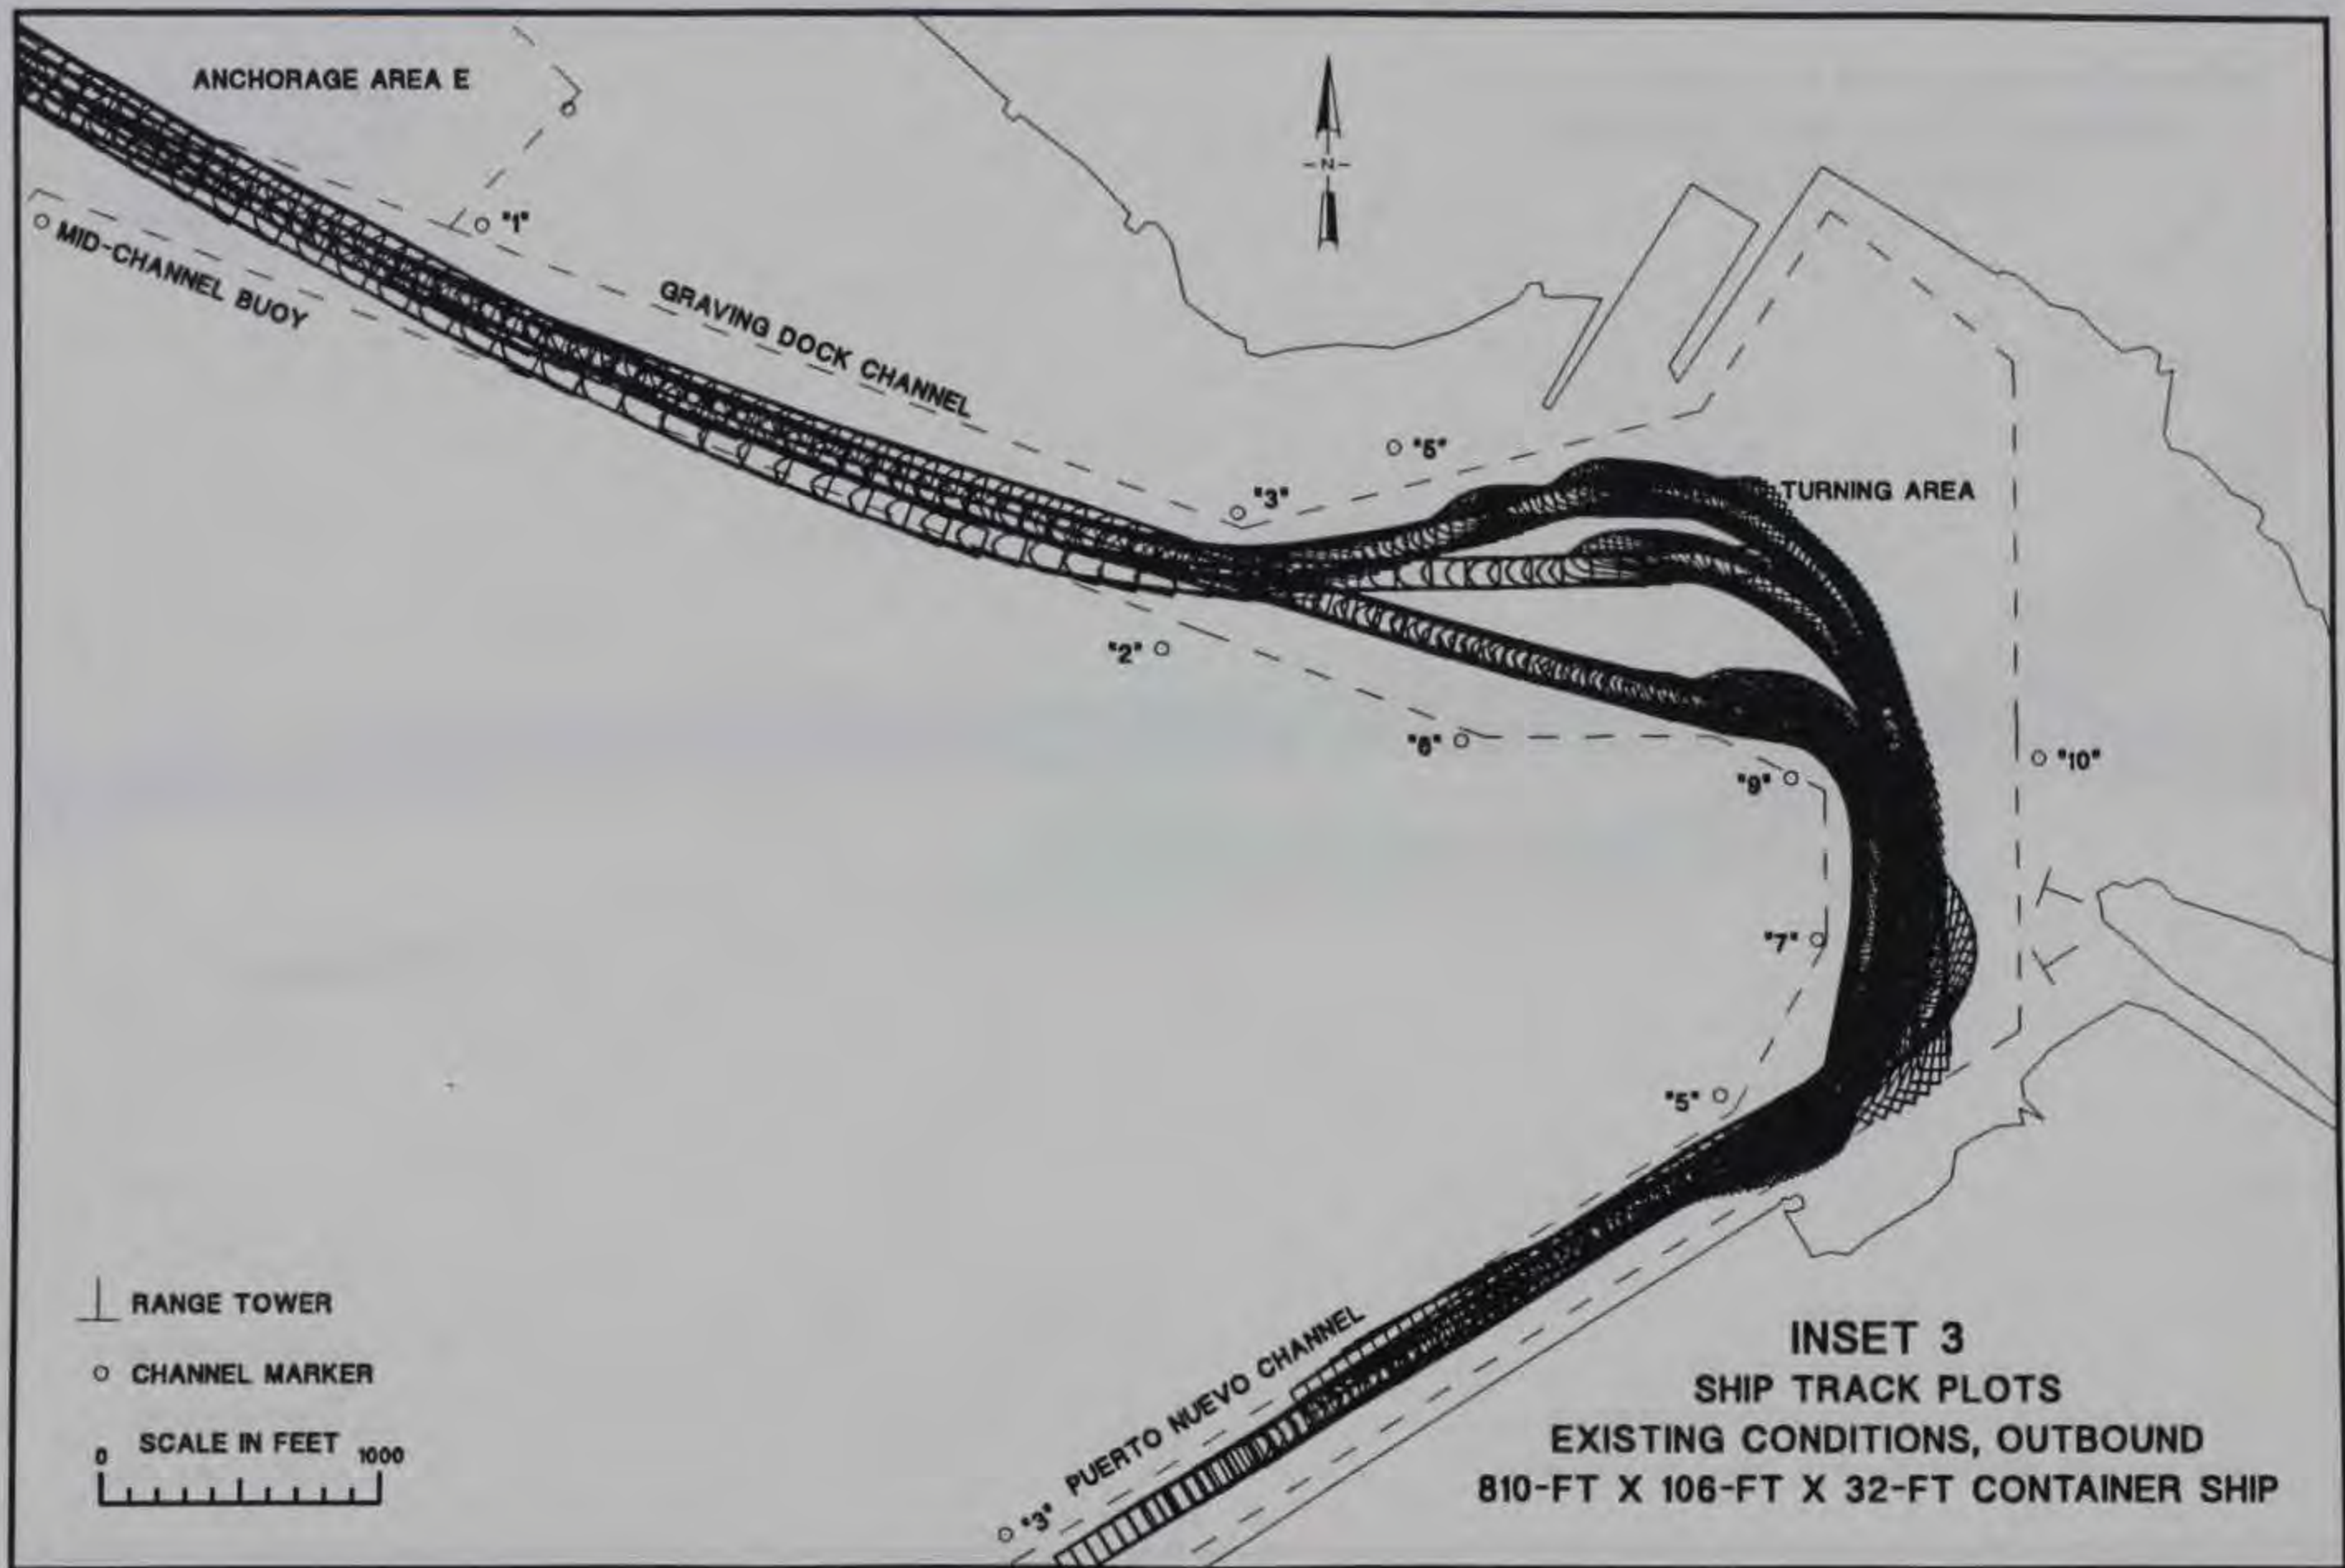 ANCHORAGE AREA E
N
"1"
MID-CHANNEL BUOY
GRAVING DOCK CHANNEL
"5"
"3"
TURNING AREA
"2"
"6"
"9"
"10"
"7"
"5"
RANGE TOWER
CHANNEL MARKER
SCALE IN FEET
0 1000
PUERTO NUEVO CHANNEL
"3"
INSET 3
SHIP TRACK PLOTS
EXISTING CONDITIONS, OUTBOUND
810-FT X 106-FT X 32-FT CONTAINER SHIP